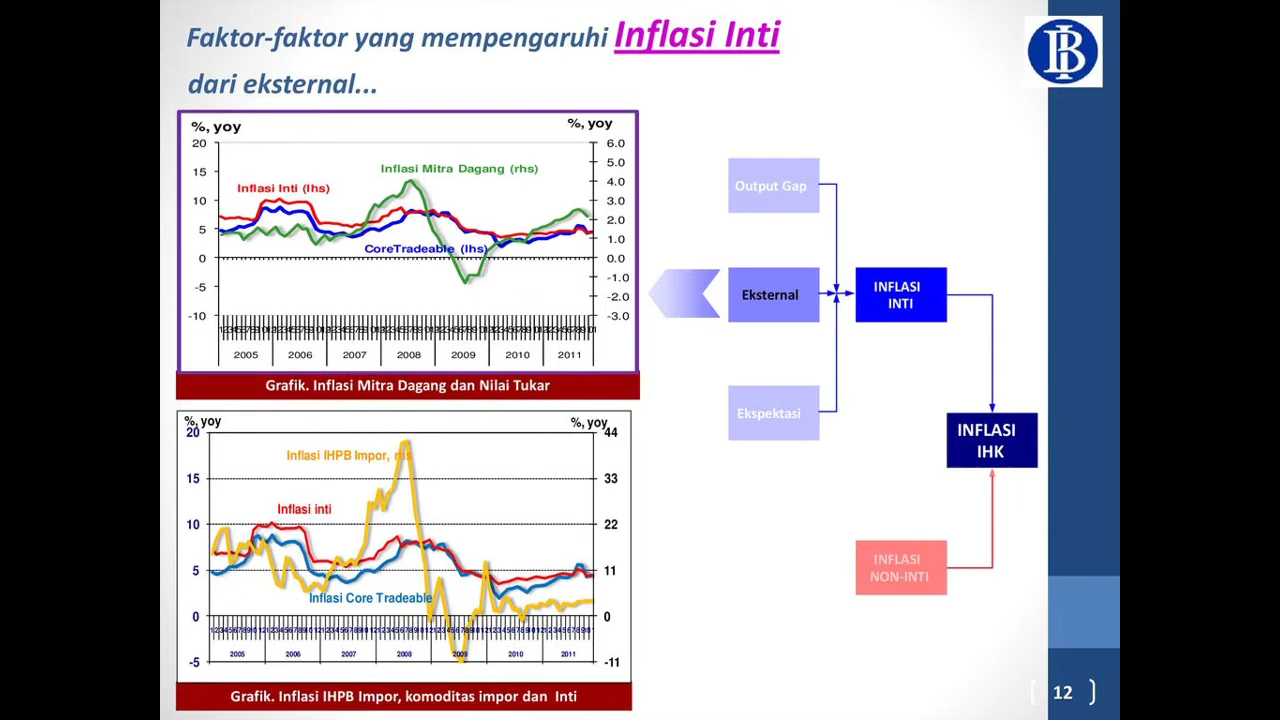 Faktor-faktor yang mempengaruhi Inflasi Inti
dari eksternal...
%, yoy
%, yoy
20
15
10
5
0
-5
-10
6.0
5.0
4.0
3.0
2.0
1.0
0.0
-1.0
-2.0
-3.0
Inflasi Mitra Dagang (rhs)
Inflasi Inti (lhs)
CoreTradeable (lhs)
2005 2006 2007 2008 2009 2010 2011
Grafik. Inflasi Mitra Dagang dan Nilai Tukar
%, yoy
%, yoy
20
15
10
5
0
-5
44
33
22
11
0
-11
Inflasi IHPB Impor,
Inflasi inti
Inflasi Core Tradeable
2005 2006 2007 2008 2009 2010 2011
Grafik. Inflasi IHPB Impor, komoditas impor dan Inti
Output Gap
Eksternal
Ekspektasi
INFLASI
INTI
INFLASI
IHK
INFLASI
NON-INTI
12